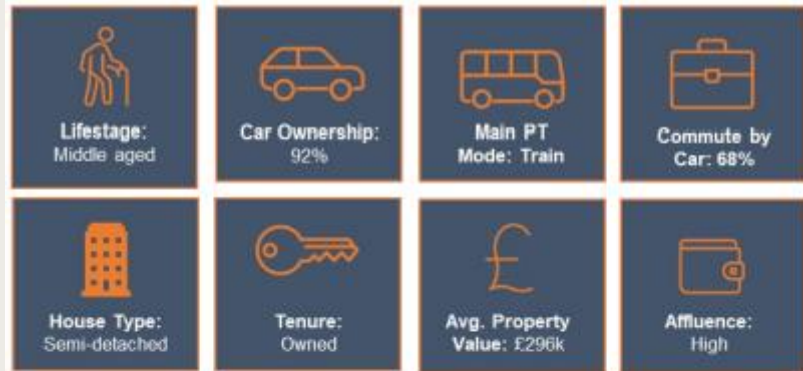 Lifestage:
Middle aged
Car Ownership:
92%
Main PT
Mode: Train
Commute by
Car: 68%
House Type:
Semi-detached
Tenure:
Owned
Avg. Property
Value: £296k
Affluence:
High